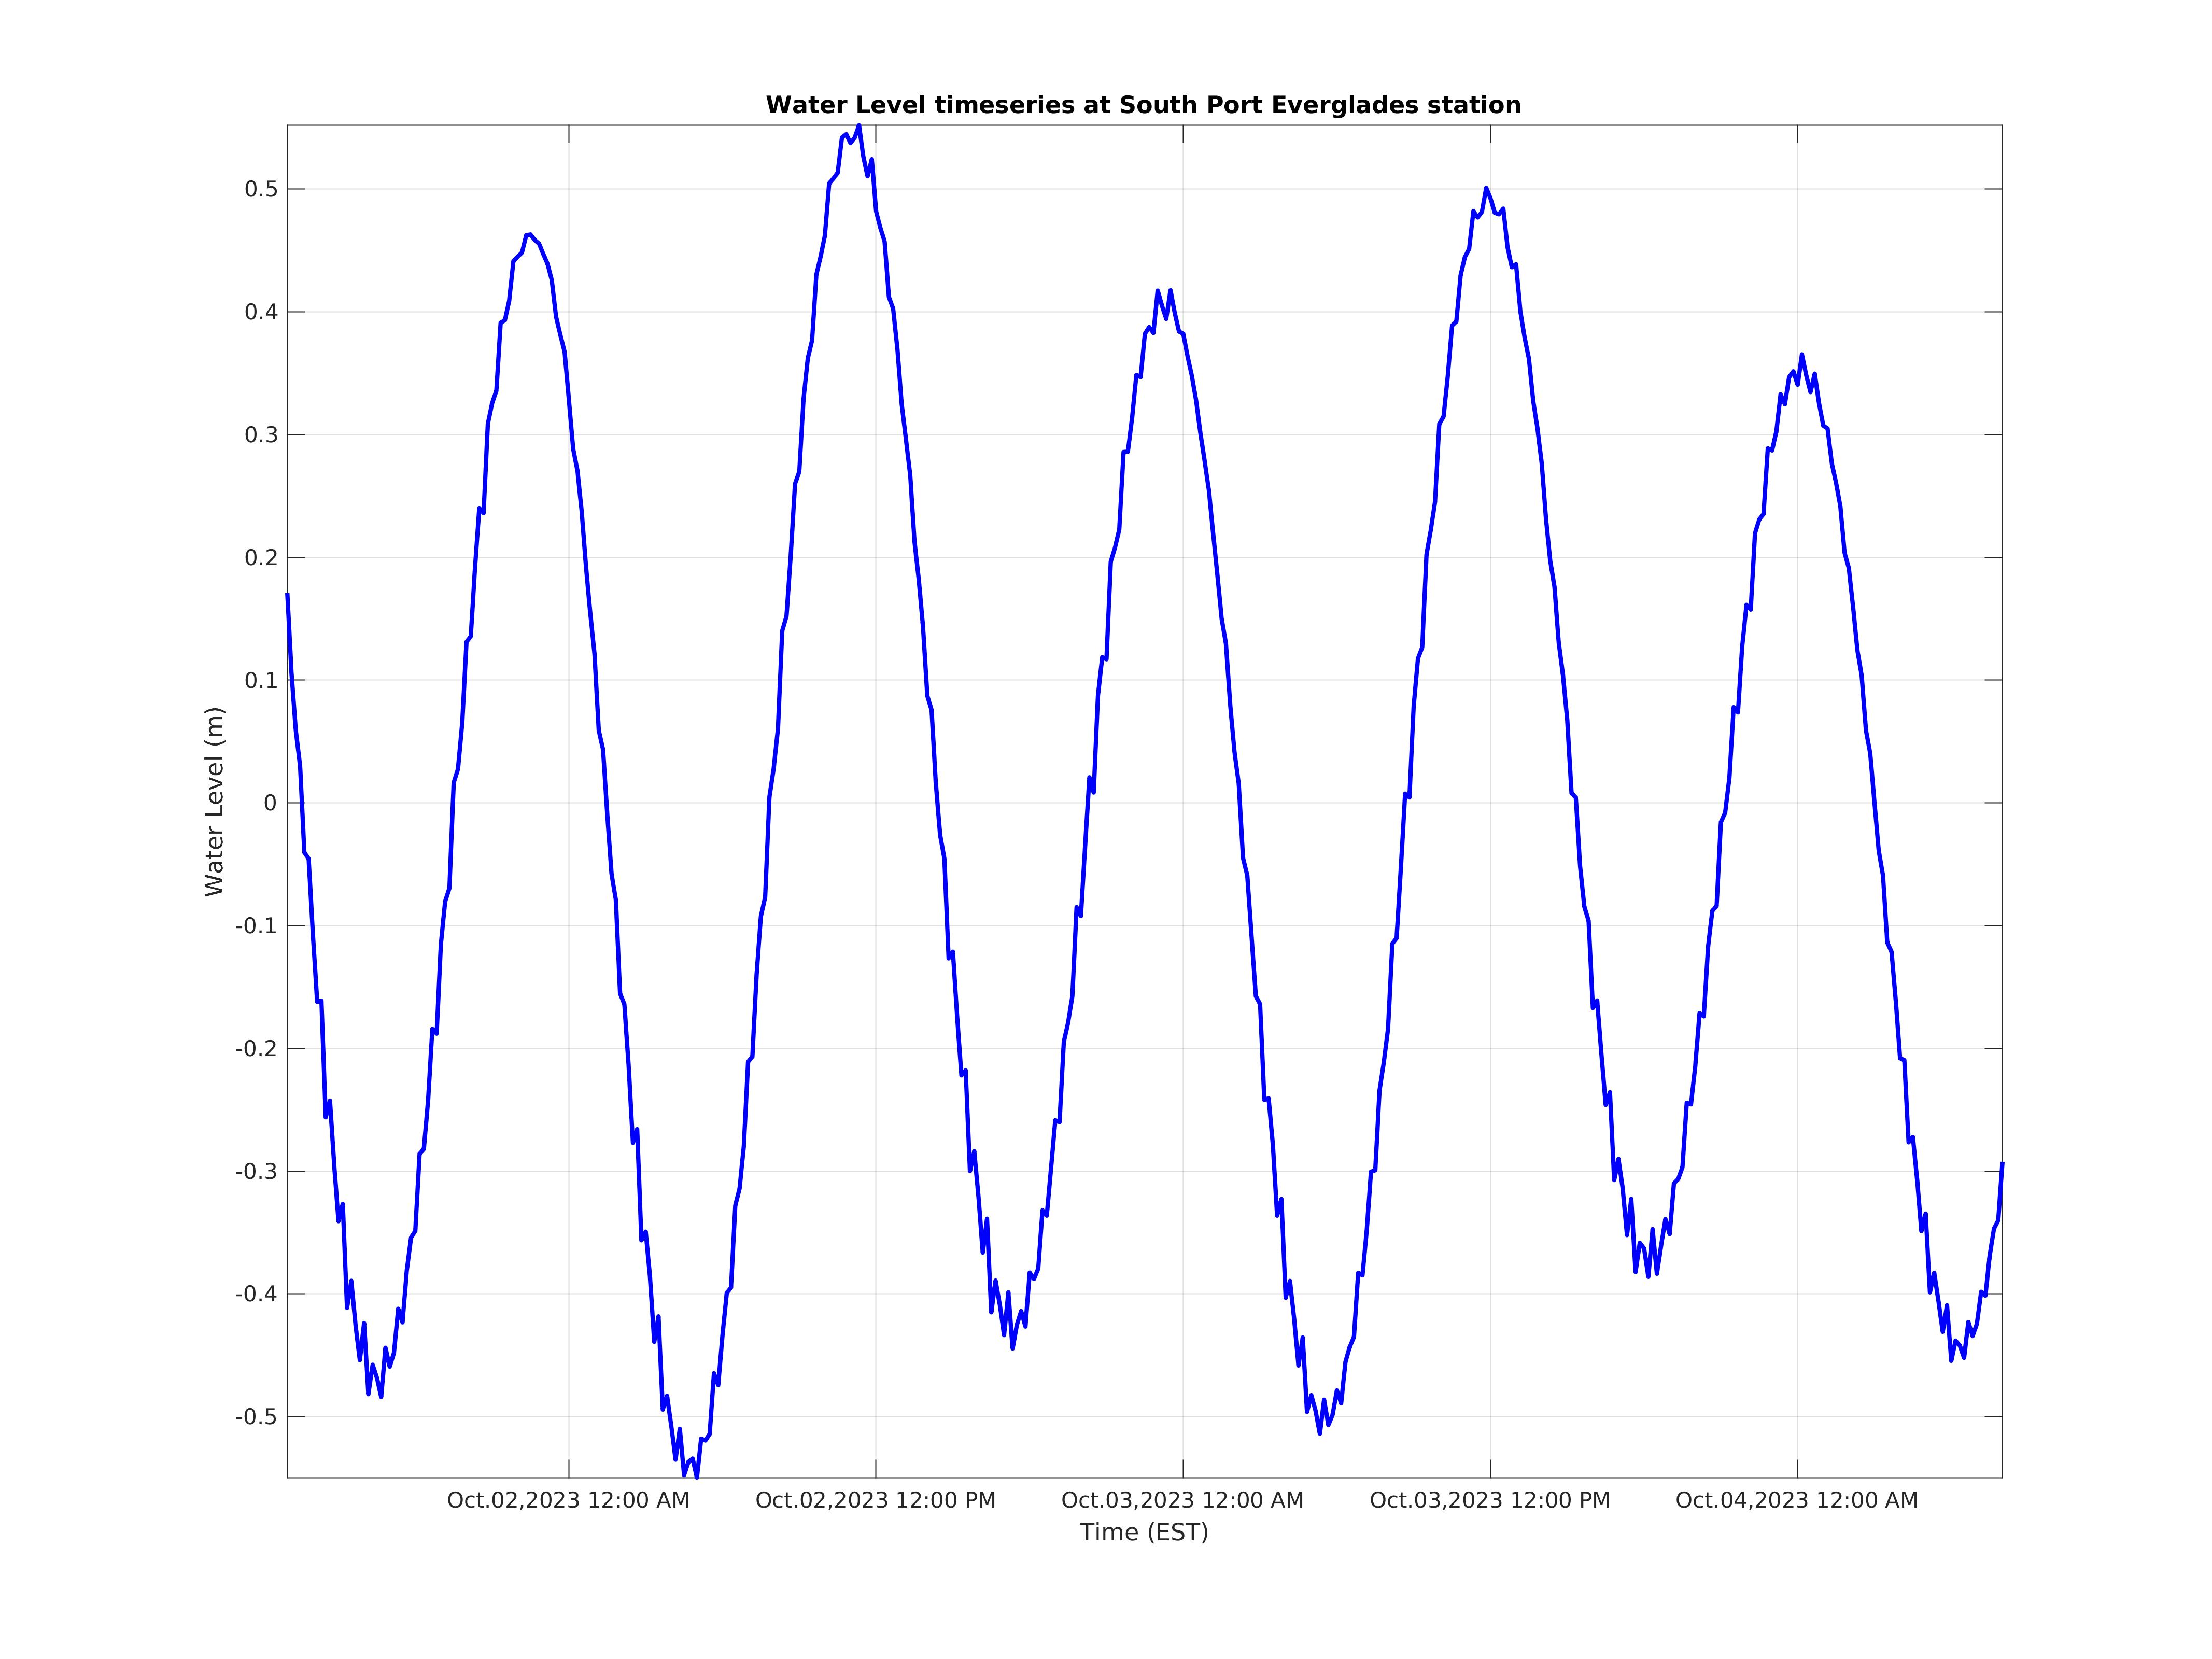 Water Level timeseries at South Port Everglades station
0.5
0.4
0.3
0.2
0.1
0
-0.1
-0.2
-0.3
-0.4
-0.5
Water Level (m)
Oct.02,2023 12:00 AM
Oct.02,2023 12:00 PM
Oct.03,2023 12:00 AM
Oct.03,2023 12:00 PM
Oct.04,2023 12:00 AM
Time (EST)